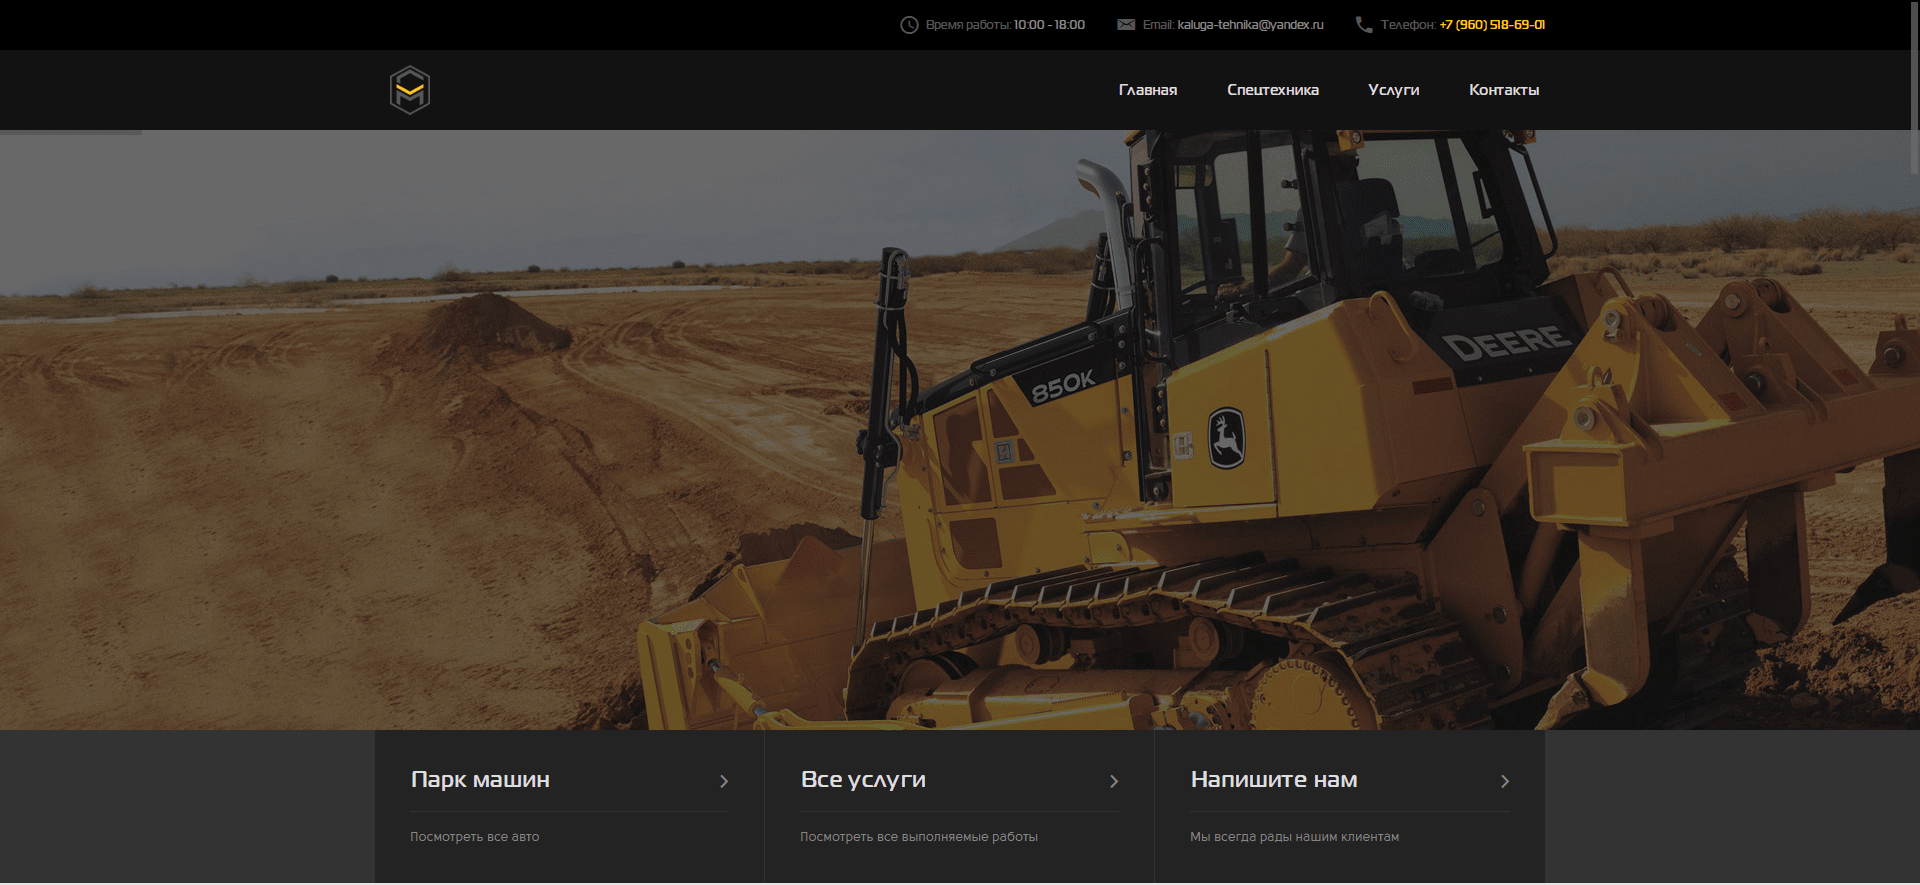 Время работы: 10:00 - 18:00 Email: kaluga-tehnika@yandex.ru Телефон: +7 (960) 518-69-01
Главная Спецтехника Услуги Контакты
DEERE
850K
Парк машин
Посмотреть все авто
Все услуги
Посмотреть все выполняемые работы
Напишите нам
Мы всегда рады нашим клиентам